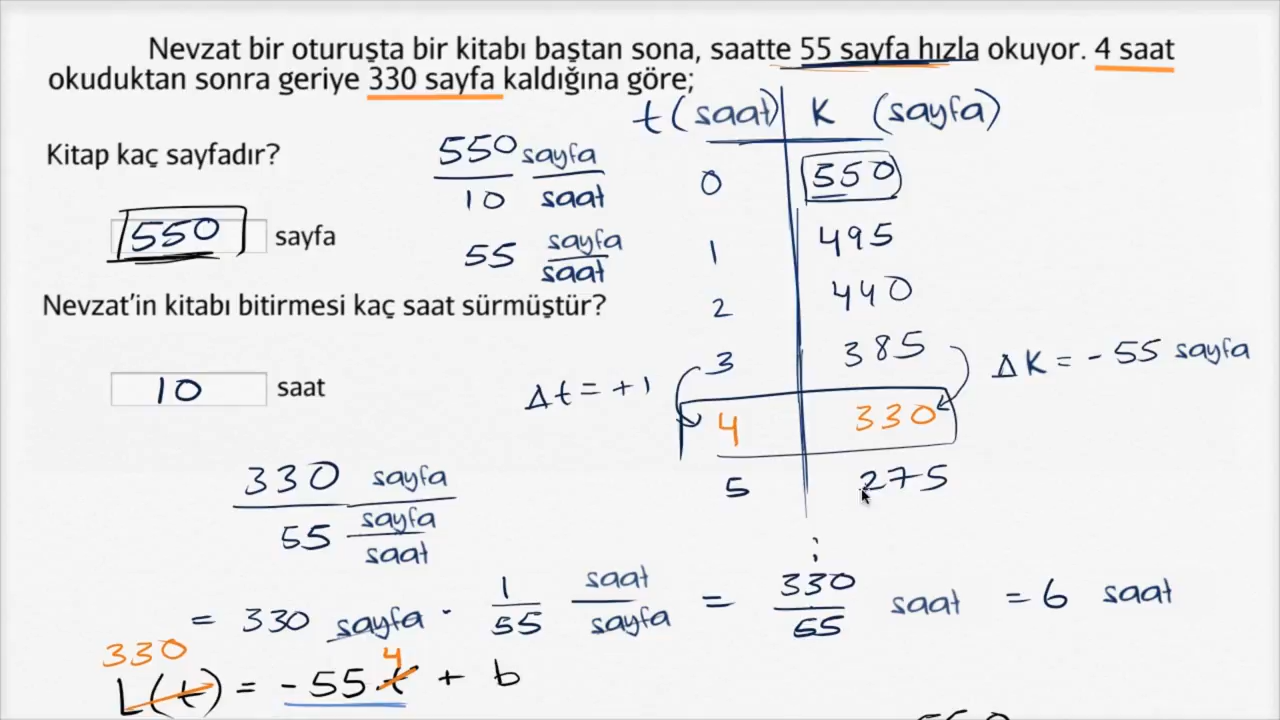 Nevzat bir oturuşta bir kitabı baştan sona, saatte 55 sayfa hızla okuyor. 4 saat
okuduktan sonra geriye 330 sayfa kaldığına göre;
t (saat) K (sayfa)
Kitap kaç sayfadır?
550 sayfa
10 saat
0 550
550 sayfa
55 sayfa
saat
1 495
2 440
Nevzat'in kitabı bitirmesi kaç saat sürmüştür?
3 385
Δt = +1
ΔK = -55 sayfa
10 saat
4 330
5 275
330 sayfa
55 sayfa
saat
= 330 sayfa · 1 saat = 330 saat = 6 saat
55 sayfa 55
330 4
L(t) = -55t + b